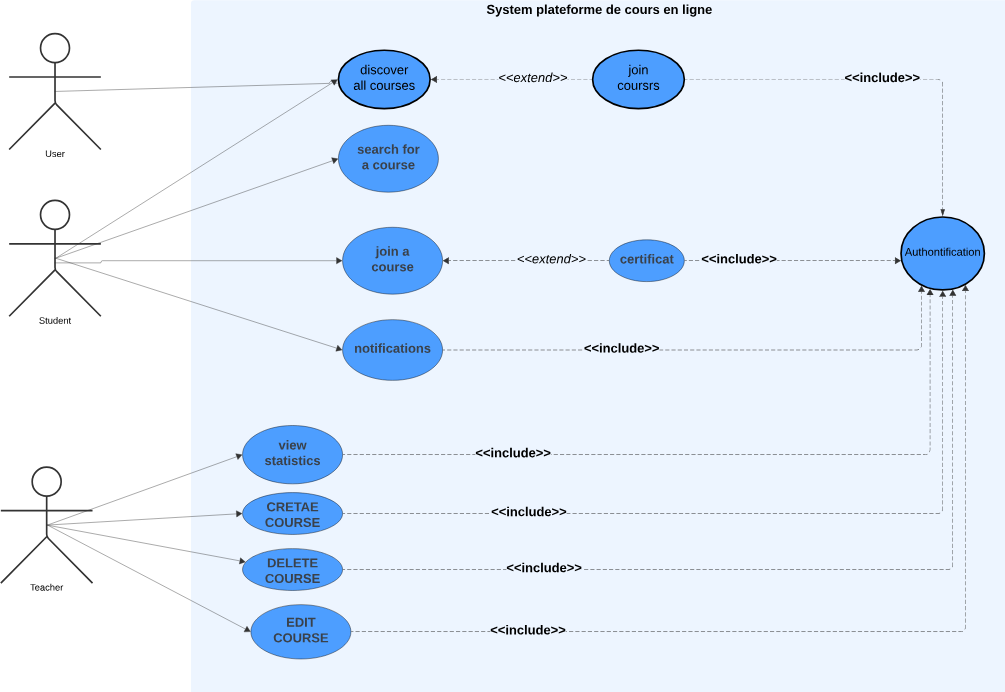 System plateforme de cours en ligne
User
discover
all courses
<<extend>>
join
coursrs
<<include>>
search for
a course
Student
join a
course
<<extend>>
certificat
<<include>>
Authontification
notifications
<<include>>
Teacher
view
statistics
<<include>>
CRETAE
COURSE
<<include>>
DELETE
COURSE
<<include>>
EDIT
COURSE
<<include>>